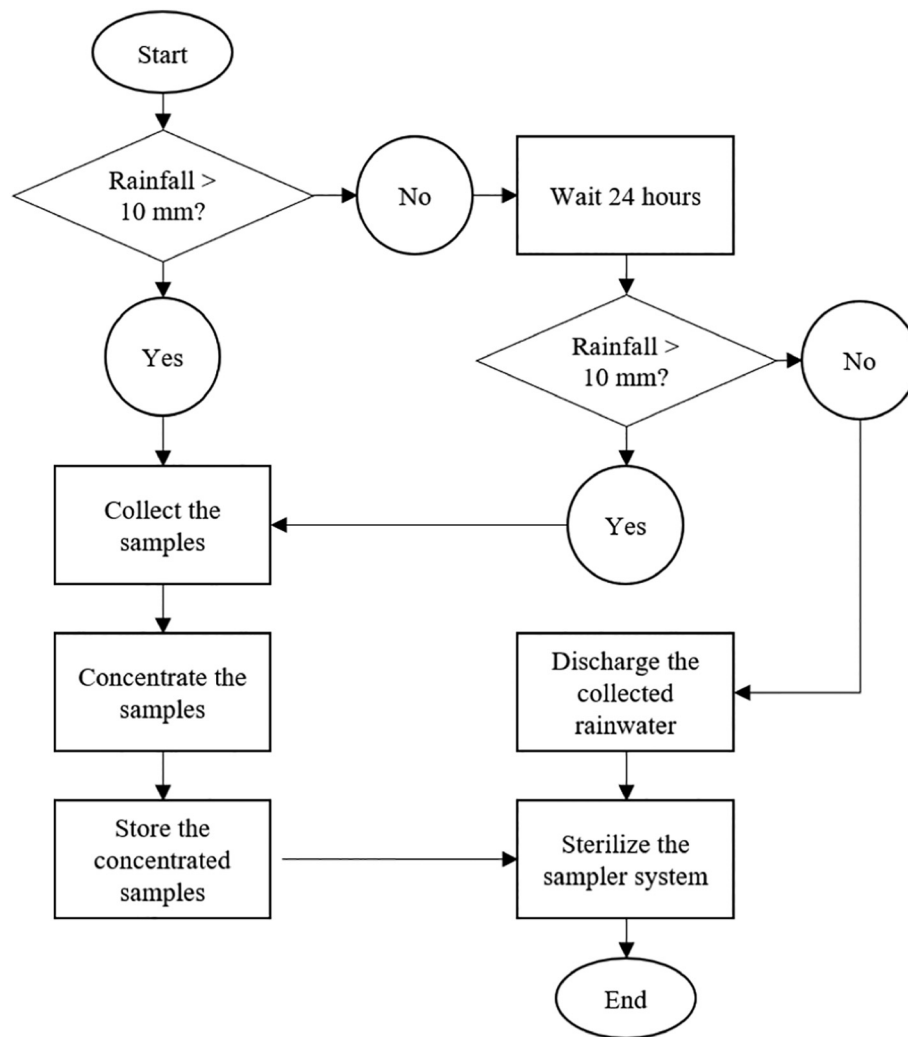 Start
Rainfall >
10 mm?
No
Wait 24 hours
Yes
Rainfall >
10 mm?
No
Collect the
samples
Yes
Concentrate the
samples
Discharge the
collected
rainwater
Store the
concentrated
samples
Sterilize the
sampler system
End